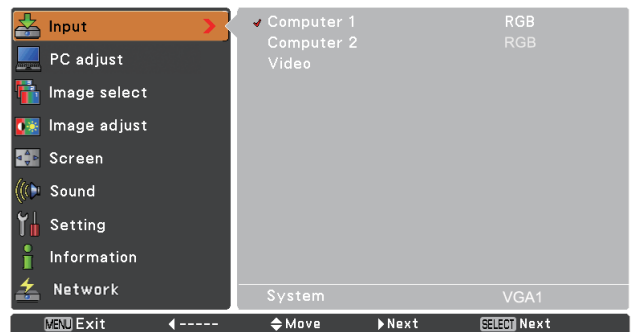 Input
PC adjust
Image select
Image adjust
Screen
Sound
Setting
Information
Network
Computer 1 RGB
Computer 2 RGB
Video
System VGA1
MENU Exit ----- Move Next SELECT Next